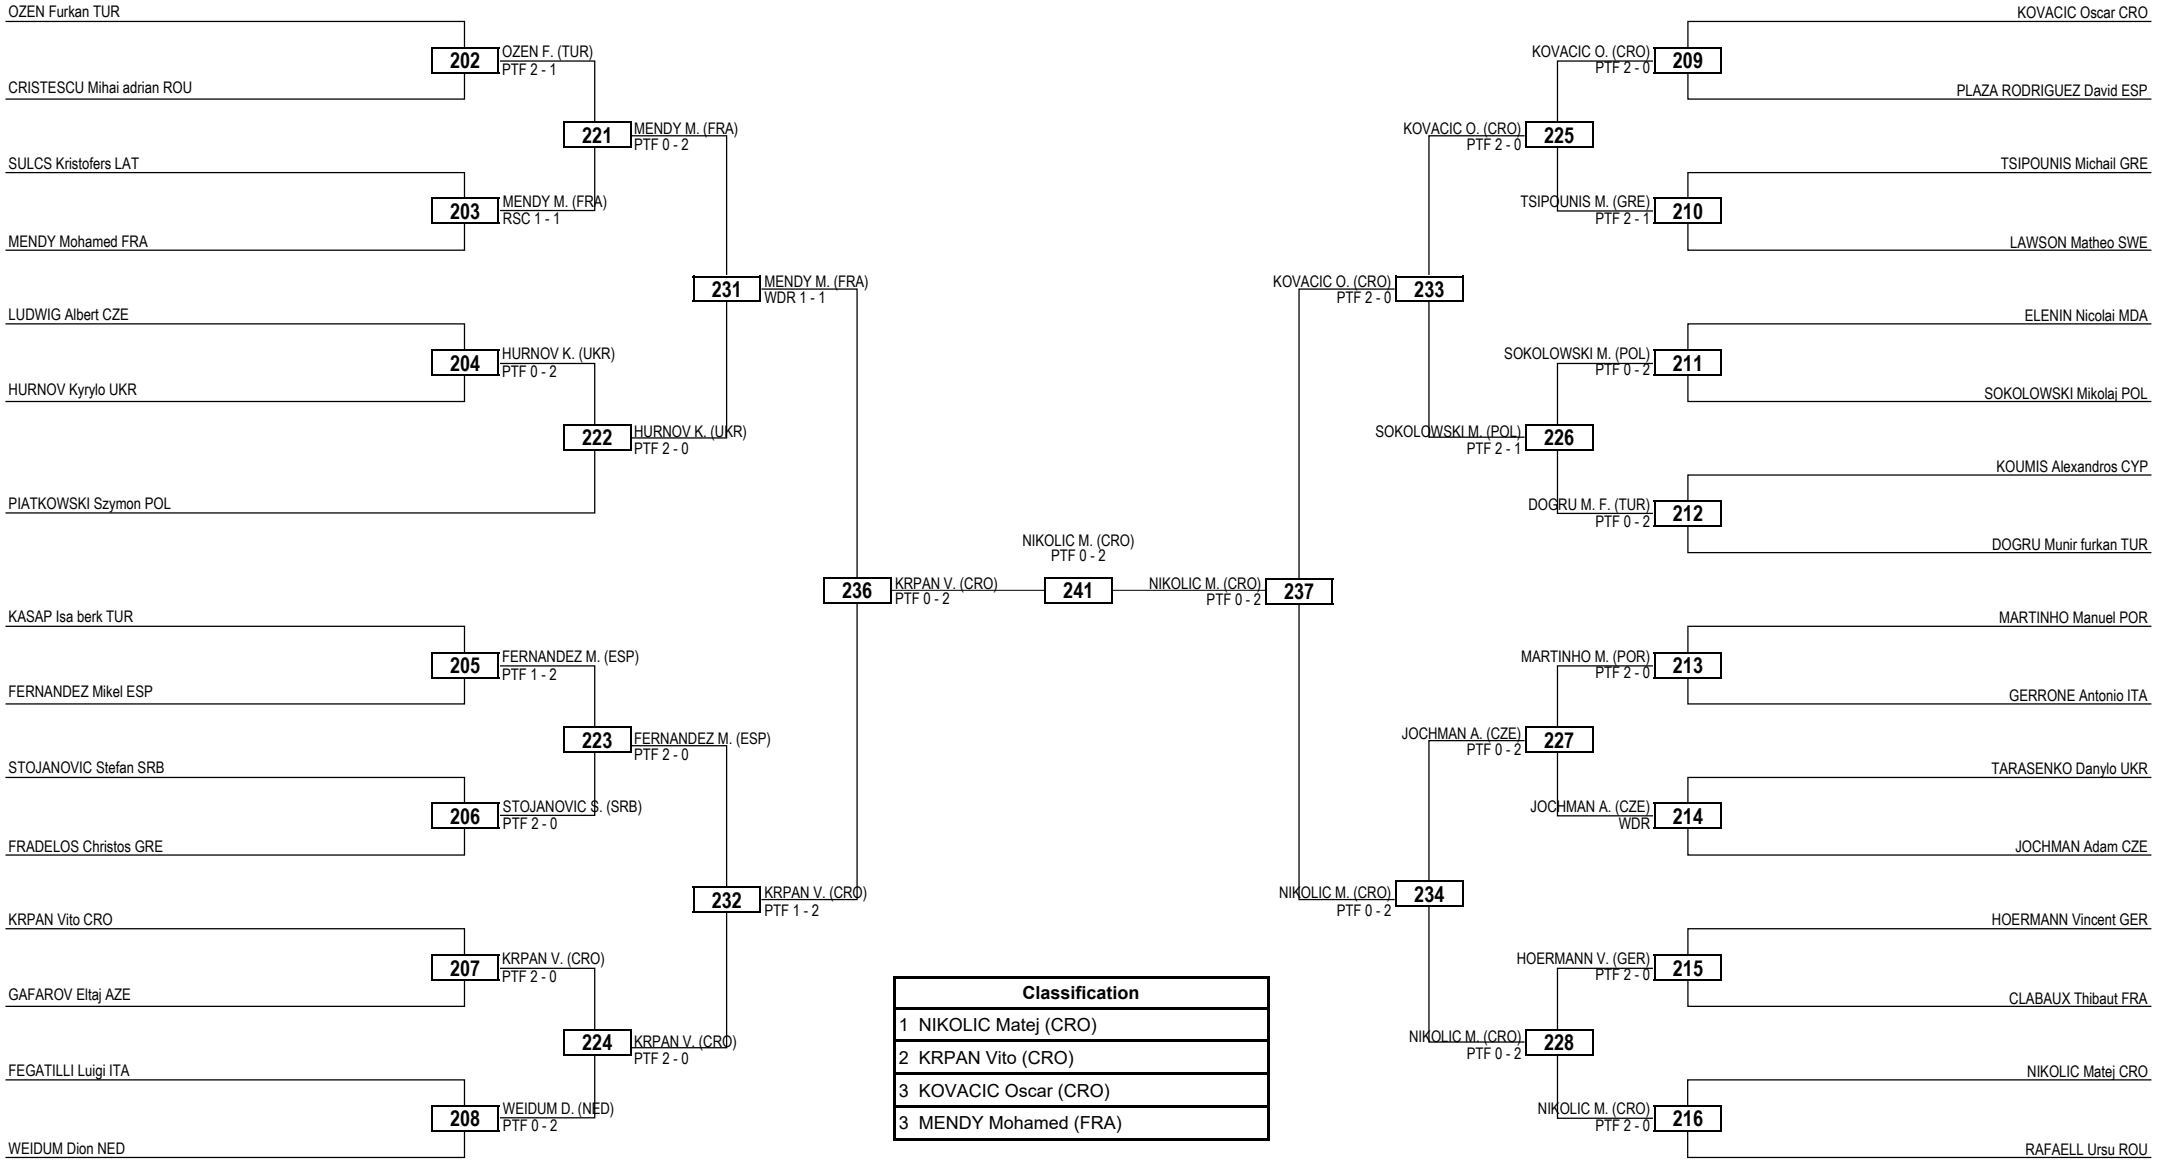 OZEN Furkan TUR
202
OZEN F. (TUR)
PTF 2 - 1
CRISTESCU Mihai adrian ROU
221
MENDY M. (FRA)
PTF 0 - 2
SULCS Kristofers LAT
203
MENDY M. (FRA)
RSC 1 - 1
MENDY Mohamed FRA
231
MENDY M. (FRA)
WDR 1 - 1
LUDWIG Albert CZE
204
HURNOV K. (UKR)
PTF 0 - 2
HURNOV Kyrylo UKR
222
HURNOV K. (UKR)
PTF 2 - 0
PIATKOWSKI Szymon POL
236
KRPAN V. (CRO)
PTF 0 - 2
KASAP Isa berk TUR
205
FERNANDEZ M. (ESP)
PTF 1 - 2
FERNANDEZ Mikel ESP
223
FERNANDEZ M. (ESP)
PTF 2 - 0
STOJANOVIC Stefan SRB
206
STOJANOVIC S. (SRB)
PTF 2 - 0
FRADELOS Christos GRE
232
KRPAN V. (CRO)
PTF 1 - 2
KRPAN Vito CRO
207
KRPAN V. (CRO)
PTF 2 - 0
GAFAROV Eltaj AZE
224
KRPAN V. (CRO)
PTF 2 - 0
FEGATILLI Luigi ITA
208
WEIDUM D. (NED)
PTF 0 - 2
WEIDUM Dion NED
NIKOLIC M. (CRO)
PTF 0 - 2
241
KOVACIC Oscar CRO
KOVACIC O. (CRO)
PTF 2 - 0
209
PLAZA RODRIGUEZ David ESP
KOVACIC O. (CRO)
PTF 2 - 0
225
TSIPOUNIS Michail GRE
TSIPOUNIS M. (GRE)
PTF 2 - 1
210
LAWSON Matheo SWE
KOVACIC O. (CRO)
PTF 2 - 0
233
ELENIN Nicolai MDA
SOKOLOWSKI M. (POL)
PTF 0 - 2
211
SOKOLOWSKI Mikolaj POL
SOKOLOWSKI M. (POL)
PTF 2 - 1
226
KOUMIS Alexandros CYP
DOGRU M. F. (TUR)
PTF 0 - 2
212
DOGRU Munir furkan TUR
NIKOLIC M. (CRO)
PTF 0 - 2
237
MARTINHO Manuel POR
MARTINHO M. (POR)
PTF 2 - 0
213
GERRONE Antonio ITA
JOCHMAN A. (CZE)
PTF 0 - 2
227
TARASENKO Danylo UKR
JOCHMAN A. (CZE)
WDR
214
JOCHMAN Adam CZE
NIKOLIC M. (CRO)
PTF 0 - 2
234
HOERMANN Vincent GER
HOERMANN V. (GER)
PTF 2 - 0
215
CLABAUX Thibaut FRA
NIKOLIC M. (CRO)
PTF 0 - 2
228
NIKOLIC Matej CRO
NIKOLIC M. (CRO)
PTF 2 - 0
216
RAFAELL Ursu ROU
Classification
1 NIKOLIC Matej (CRO)
2 KRPAN Vito (CRO)
3 KOVACIC Oscar (CRO)
3 MENDY Mohamed (FRA)